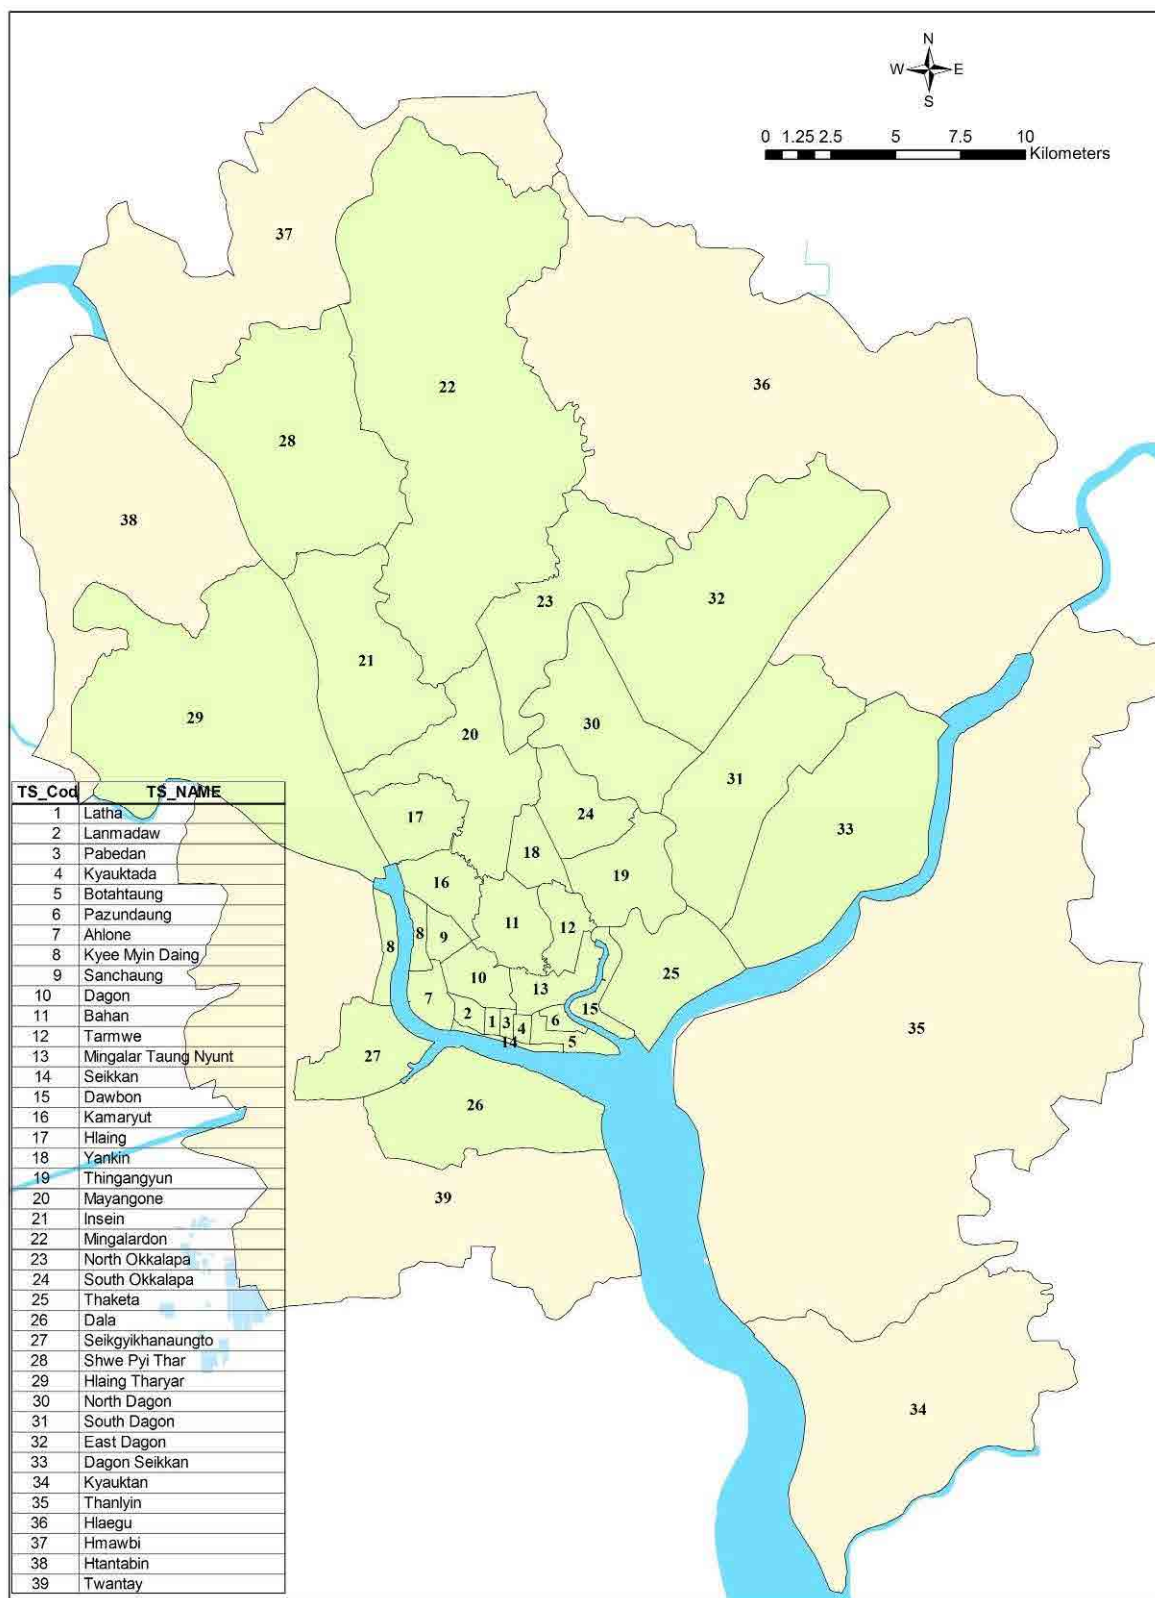 N
W E
S
0 1.25 2.5 5 7.5 10
Kilometers
37
22
36
28
38
32
23
21
29
30
20
31
24
17
33
18
19
16
11
12
8
9
8
25
10
13
7
15
2
1
3
4
6
35
14
5
27
26
39
34
TS_Cod TS_NAME
1 Latha
2 Lanmadaw
3 Pabedan
4 Kyauktada
5 Botahtaung
6 Pazundaung
7 Ahlone
8 Kyee Myin Daing
9 Sanchaung
10 Dagon
11 Bahan
12 Tarmwe
13 Mingalar Taung Nyunt
14 Seikkan
15 Dawbon
16 Kamaryut
17 Hlaing
18 Yankin
19 Thingangyun
20 Mayangone
21 Insein
22 Mingalardon
23 North Okkalapa
24 South Okkalapa
25 Thaketa
26 Dala
27 Seikgyikhanaungto
28 Shwe Pyi Thar
29 Hlaing Tharyar
30 North Dagon
31 South Dagon
32 East Dagon
33 Dagon Seikkan
34 Kyauktan
35 Thanlyin
36 Hlaegu
37 Hmawbi
38 Htantabin
39 Twantay